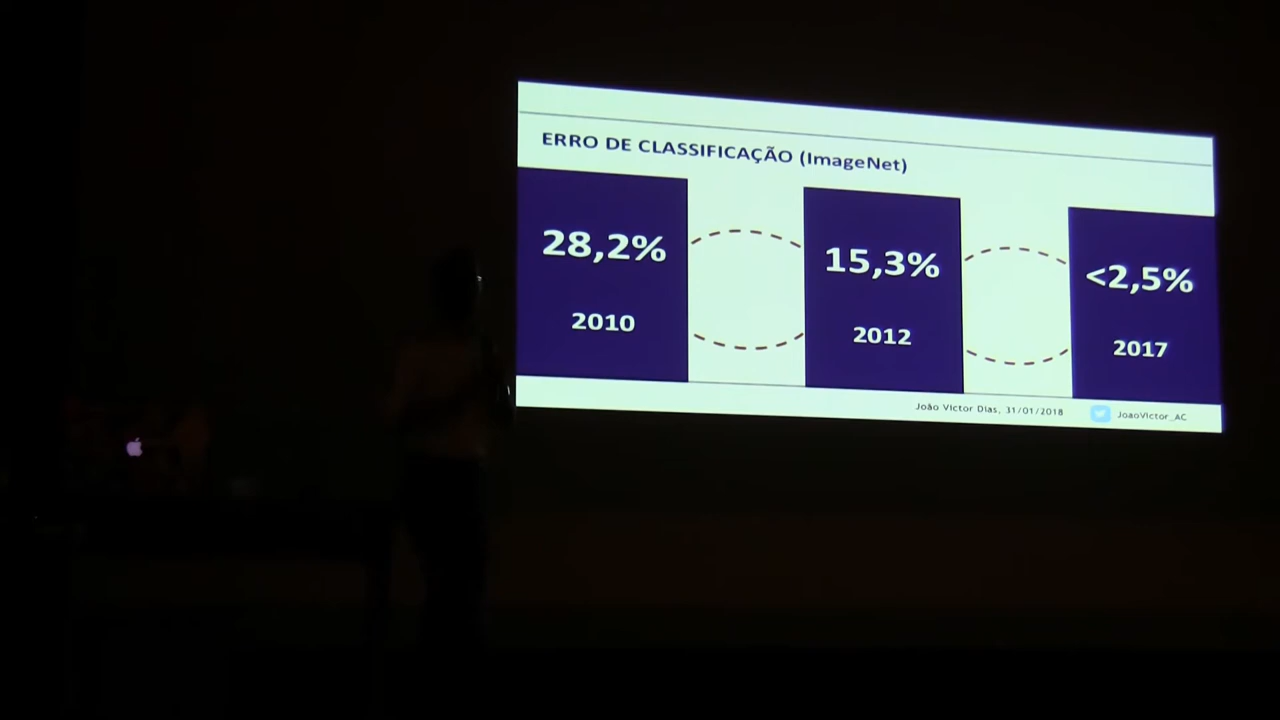 ERRO DE CLASSIFICAÇÃO (ImageNet)
28,2%
2010
15,3%
2012
<2,5%
2017
João Victor Dias, 31/01/2018
JoaoVictor_AC